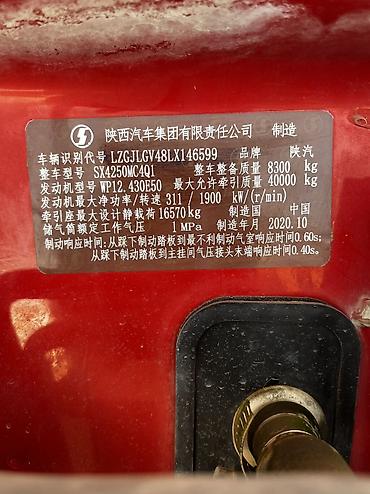 陕西汽车集团有限责任公司 制造
车辆识别代号 LZGJLGV48LX146599 品牌 陕汽
整车型号 SX4250MC4Q1 整车整备质量 8300 kg
发动机型号 WP12.430E50 最大允许牵引质量 40000 kg
发动机最大净功率/转速 311 / 1900 kW/(r/min)
牵引座最大设计静载荷 16570kg 制造国 中国
储气筒额定工作气压 1 MPa 制造年月 2020.10
制动响应时间:从踩下制动踏板到最不利制动气室响应时间0.60s;
从踩下制动踏板到主挂间气压接头末端响应时间0.40s。